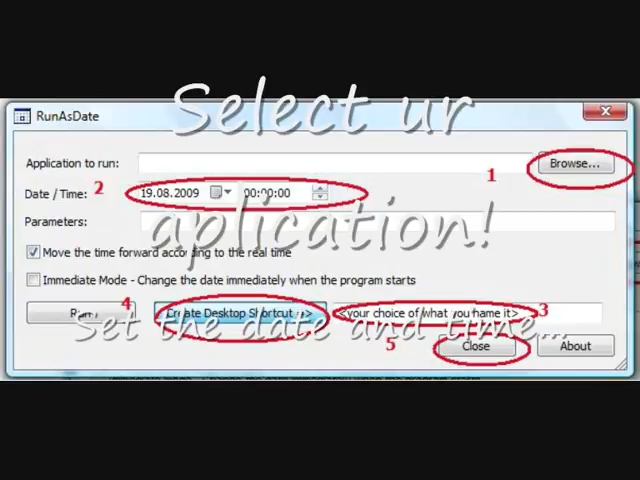 Select ur
RunAsDate
Application to run:
1
Browse...
Date / Time:
2
19.08.2009
00:00:00
aplication!
Parameters:
Move the time forward according to the real time
Immediate Mode - Change the date immediately when the program starts
Run
4
Create Desktop Shortcut =>
<your choice of what you name it>
3
Set the date and time...
5
Close
About